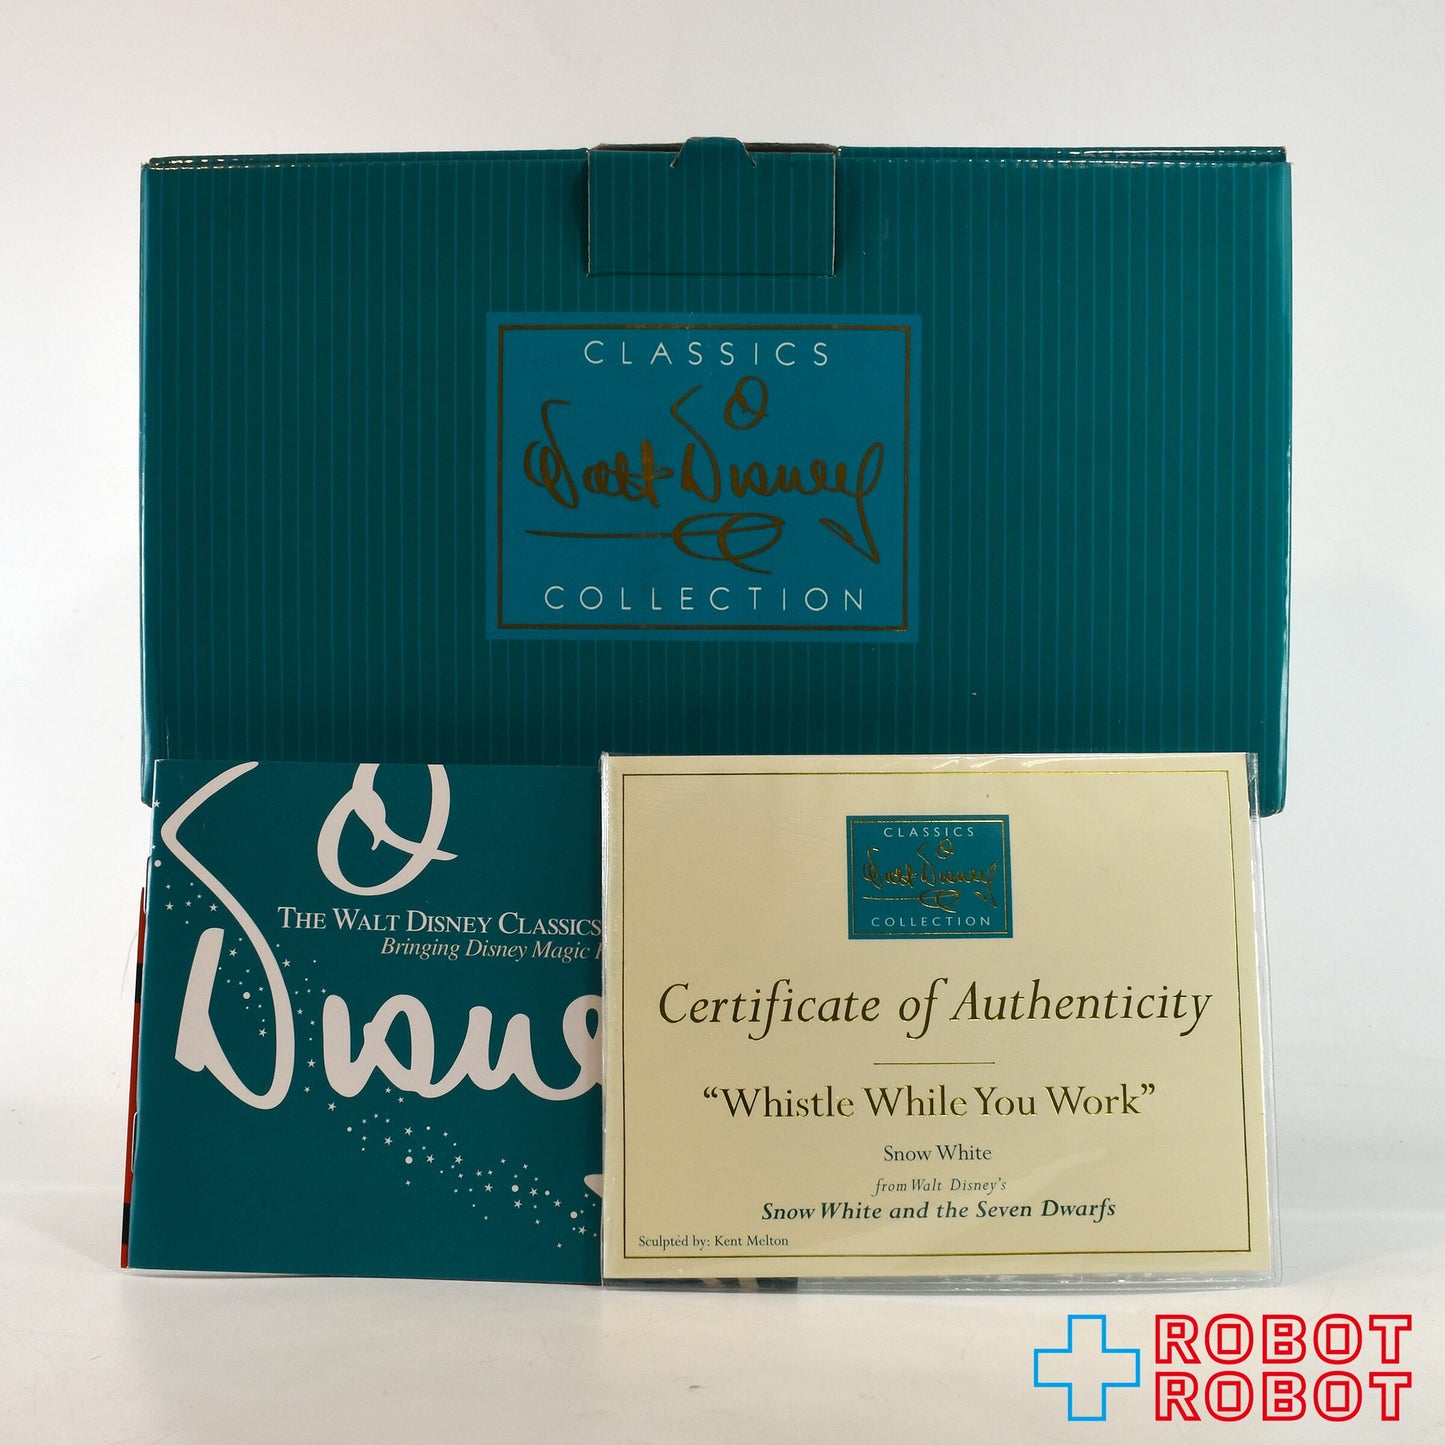 CLASSICS
Walt Disney
COLLECTION
THE WALT DISNEY CLASSICS
Bringing Disney Magic
Disne
CLASSICS
Walt Disney
COLLECTION
Certificate of Authenticity
“Whistle While You Work”
Snow White
from Walt Disney's
Snow White and the Seven Dwarfs
Sculpted by: Kent Melton
ROBOT
ROBOT